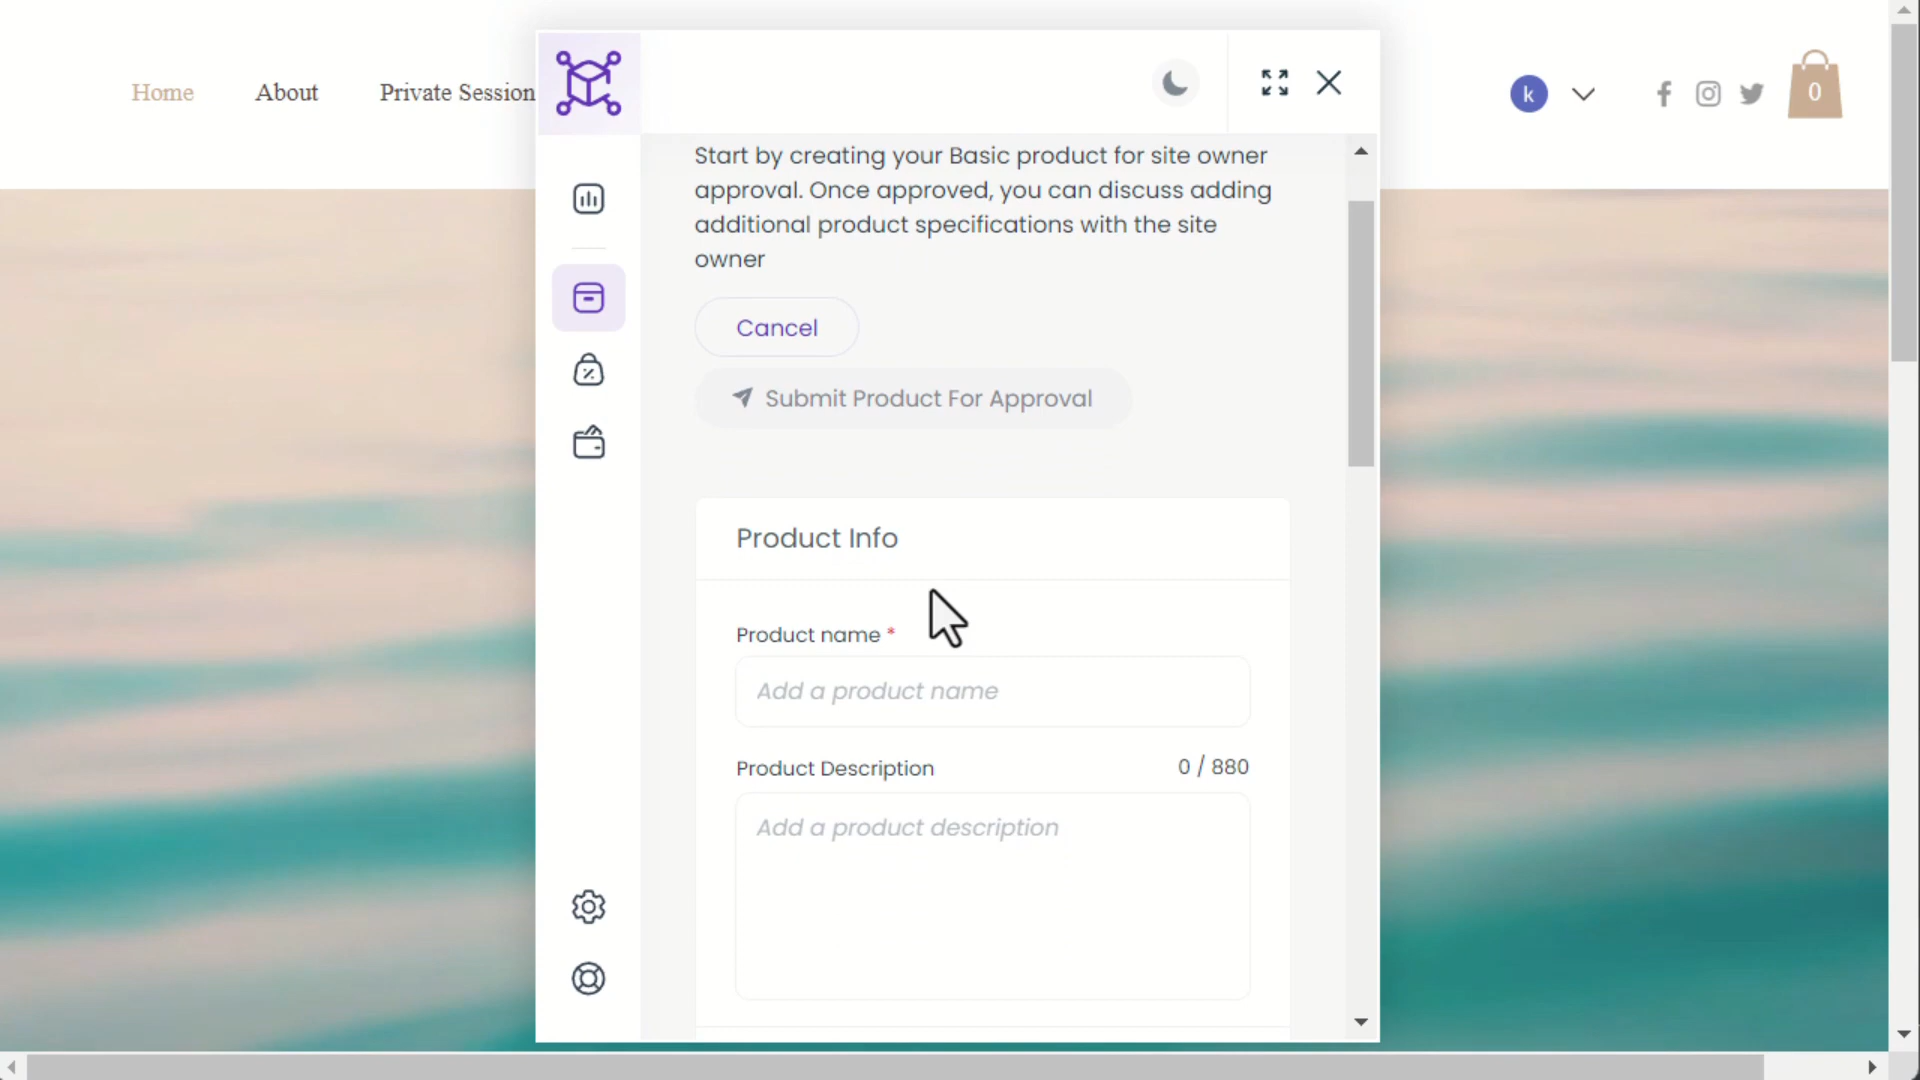 Home
About
Private Session
k
0
Start by creating your Basic product for site owner
approval. Once approved, you can discuss adding
additional product specifications with the site
owner
Cancel
Submit Product For Approval
Product Info
Product name *
Add a product name
Product Description
0 / 880
Add a product description